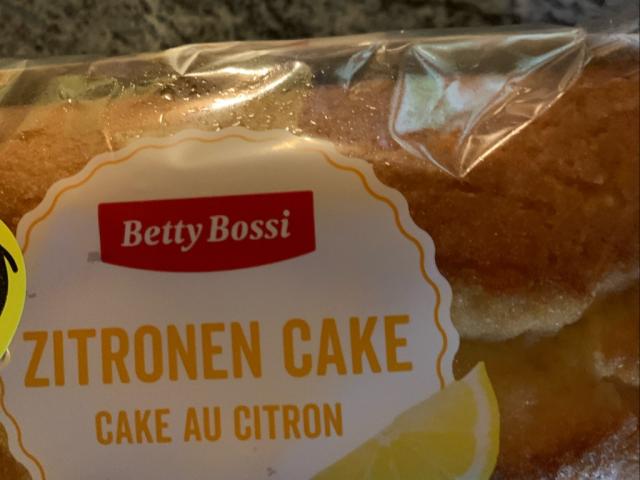 Betty Bossi
ZITRONEN CAKE
CAKE AU CITRON